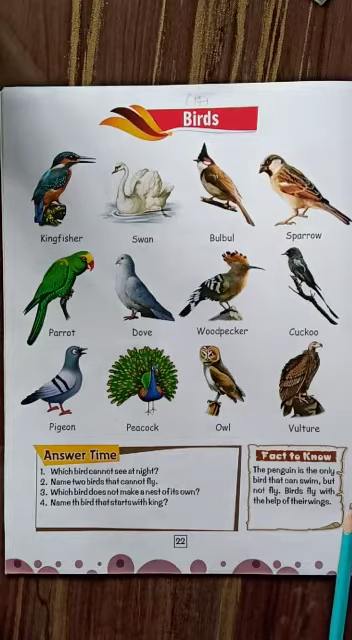 Birds
Kingfisher Swan Bulbul Sparrow
Parrot Dove Woodpecker Cuckoo
Pigeon Peacock Owl Vulture
Answer Time
1. Which bird cannot see at night?
2. Name two birds that cannot fly.
3. Which bird does not make a nest of its own?
4. Name th bird that starts with king?
Fact to Know
The penguin is the only
bird that can swim, but
not fly. Birds fly with
the help of their wings.
22